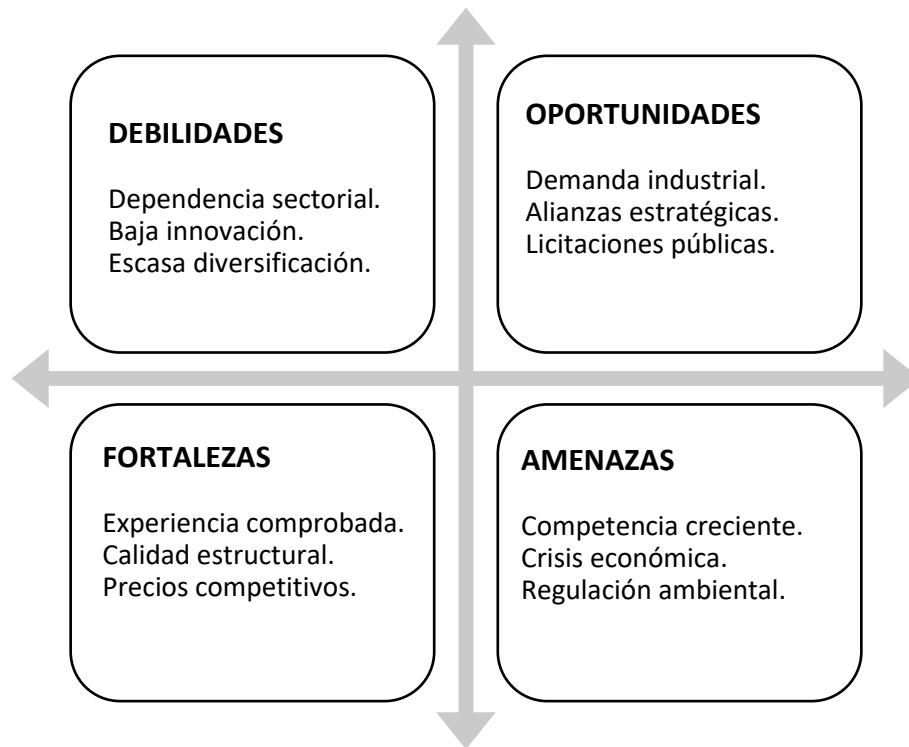 DEBILIDADES
Dependencia sectorial.
Baja innovación.
Escasa diversificación.
OPORTUNIDADES
Demanda industrial.
Alianzas estratégicas.
Licitaciones públicas.
FORTALEZAS
Experiencia comprobada.
Calidad estructural.
Precios competitivos.
AMENAZAS
Competencia creciente.
Crisis económica.
Regulación ambiental.